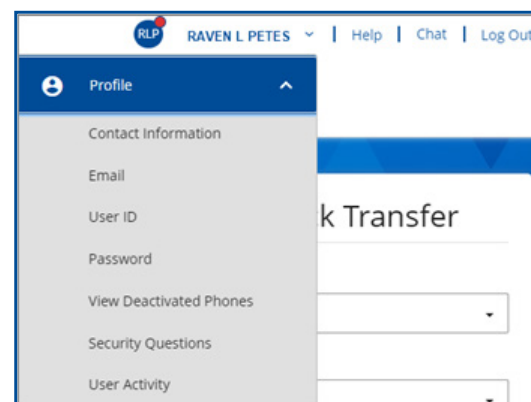 RLP RAVEN L PETES | Help | Chat | Log Out
Profile
Contact Information
Email
User ID
k Transfer
Password
View Deactivated Phones
Security Questions
User Activity